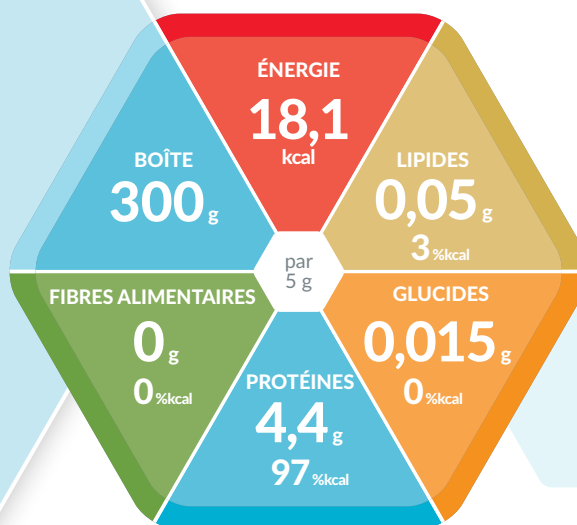 ÉNERGIE
18,1
kcal
LIPIDES
0,05 g
3 %kcal
GLUCIDES
0,015 g
0 %kcal
PROTÉINES
4,4 g
97 %kcal
FIBRES ALIMENTAIRES
0 g
0 %kcal
BOÎTE
300 g
par
5 g